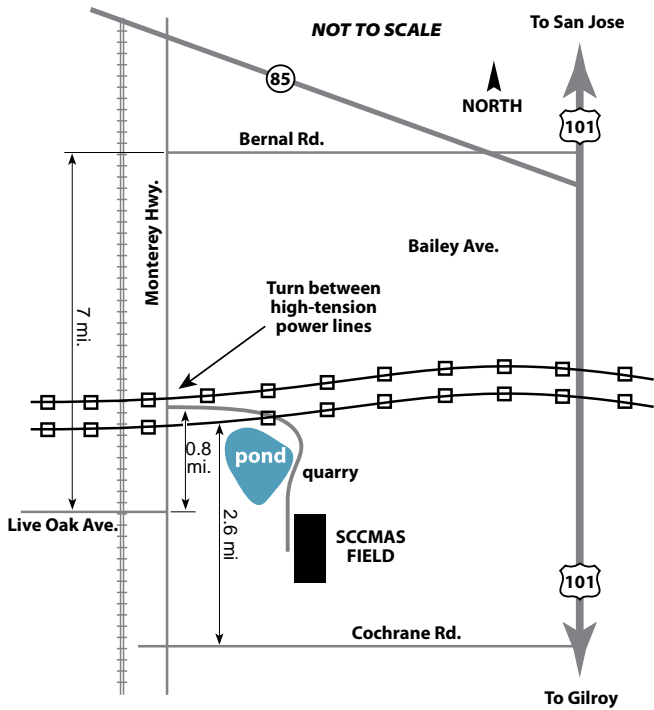 NOT TO SCALE
To San Jose
85
NORTH
101
Bernal Rd.
Monterey Hwy.
Bailey Ave.
Turn between
high-tension
power lines
7 mi.
0.8
mi.
pond
quarry
2.6 mi
Live Oak Ave.
SCCMAS
FIELD
101
Cochrane Rd.
To Gilroy